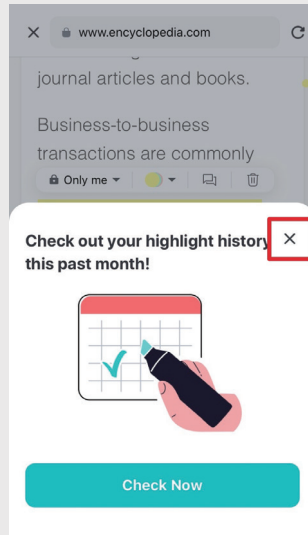 www.encyclopedia.com
journal articles and books.
Business-to-business
transactions are commonly
Only me
Check out your highlight history
this past month!
Check Now